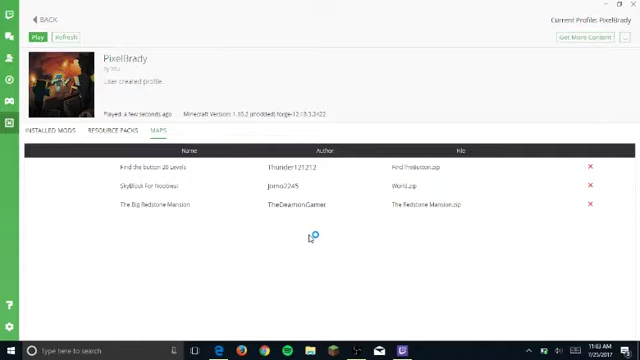 BACK
Current Profile: PixelBrady
Play
Refresh
Get More Content
...
PixelBrady
by You
User created profile.
Played: a few seconds ago
Minecraft Version: 1.10.2 (modded) forge-12.18.3.2422
INSTALLED MODS
RESOURCE PACKS
MAPS
Name
Author
File
Find the button 20 Levels
Thunder121212
FindTheButton.zip
SkyBlock For Noobies!
Jomo2245
World.zip
The Big Redstone Mansion
TheDeamonGamer
The Redstone Mansion.zip
?
Type here to search
11:03 AM
7/25/2017